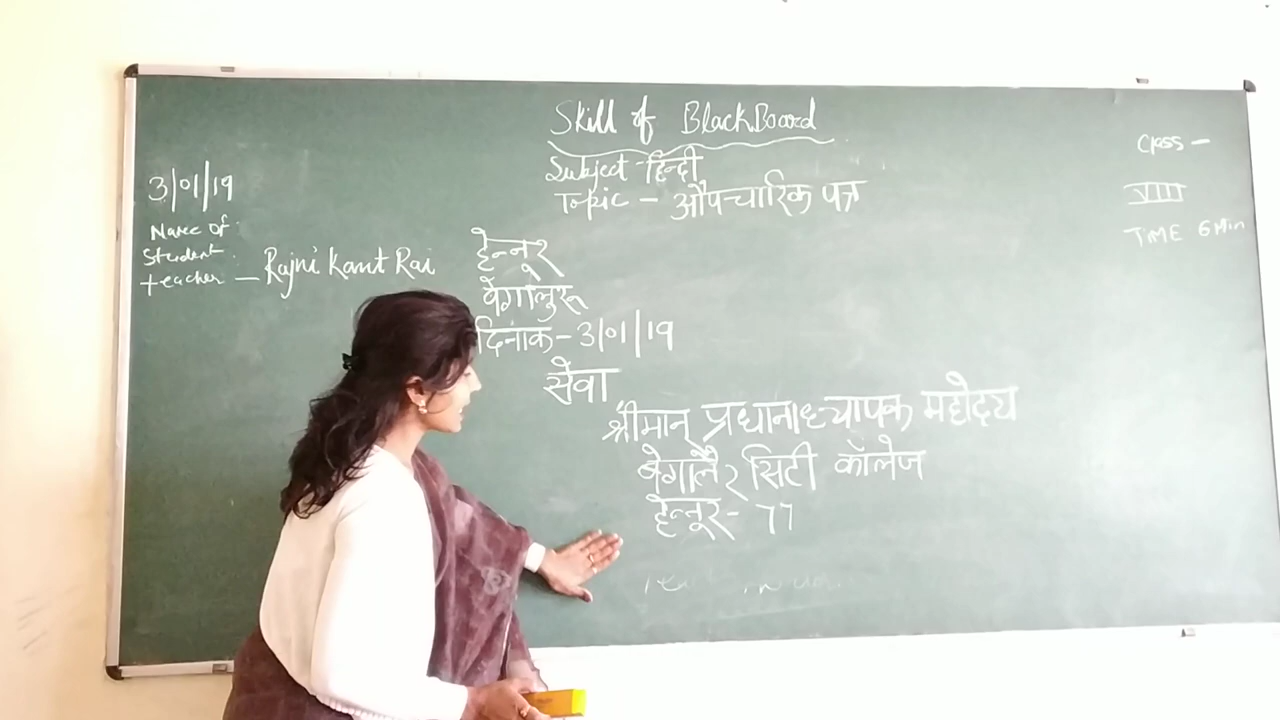 Skill of BlackBoard
Subject - हिन्दी
Topic - औपचारिक पत्र
3/01/19
Name of
Student
teacher - Rajni Kant Rai
Class -
VIII
TIME 6 Min
हेन्नूर
बेंगालुरू
दिनांक - 3/01/19
सेवा
श्रीमान् प्रधानाध्यापक महोदय
बेंगालैर सिटी कॉलेज
हेन्नूर - 77